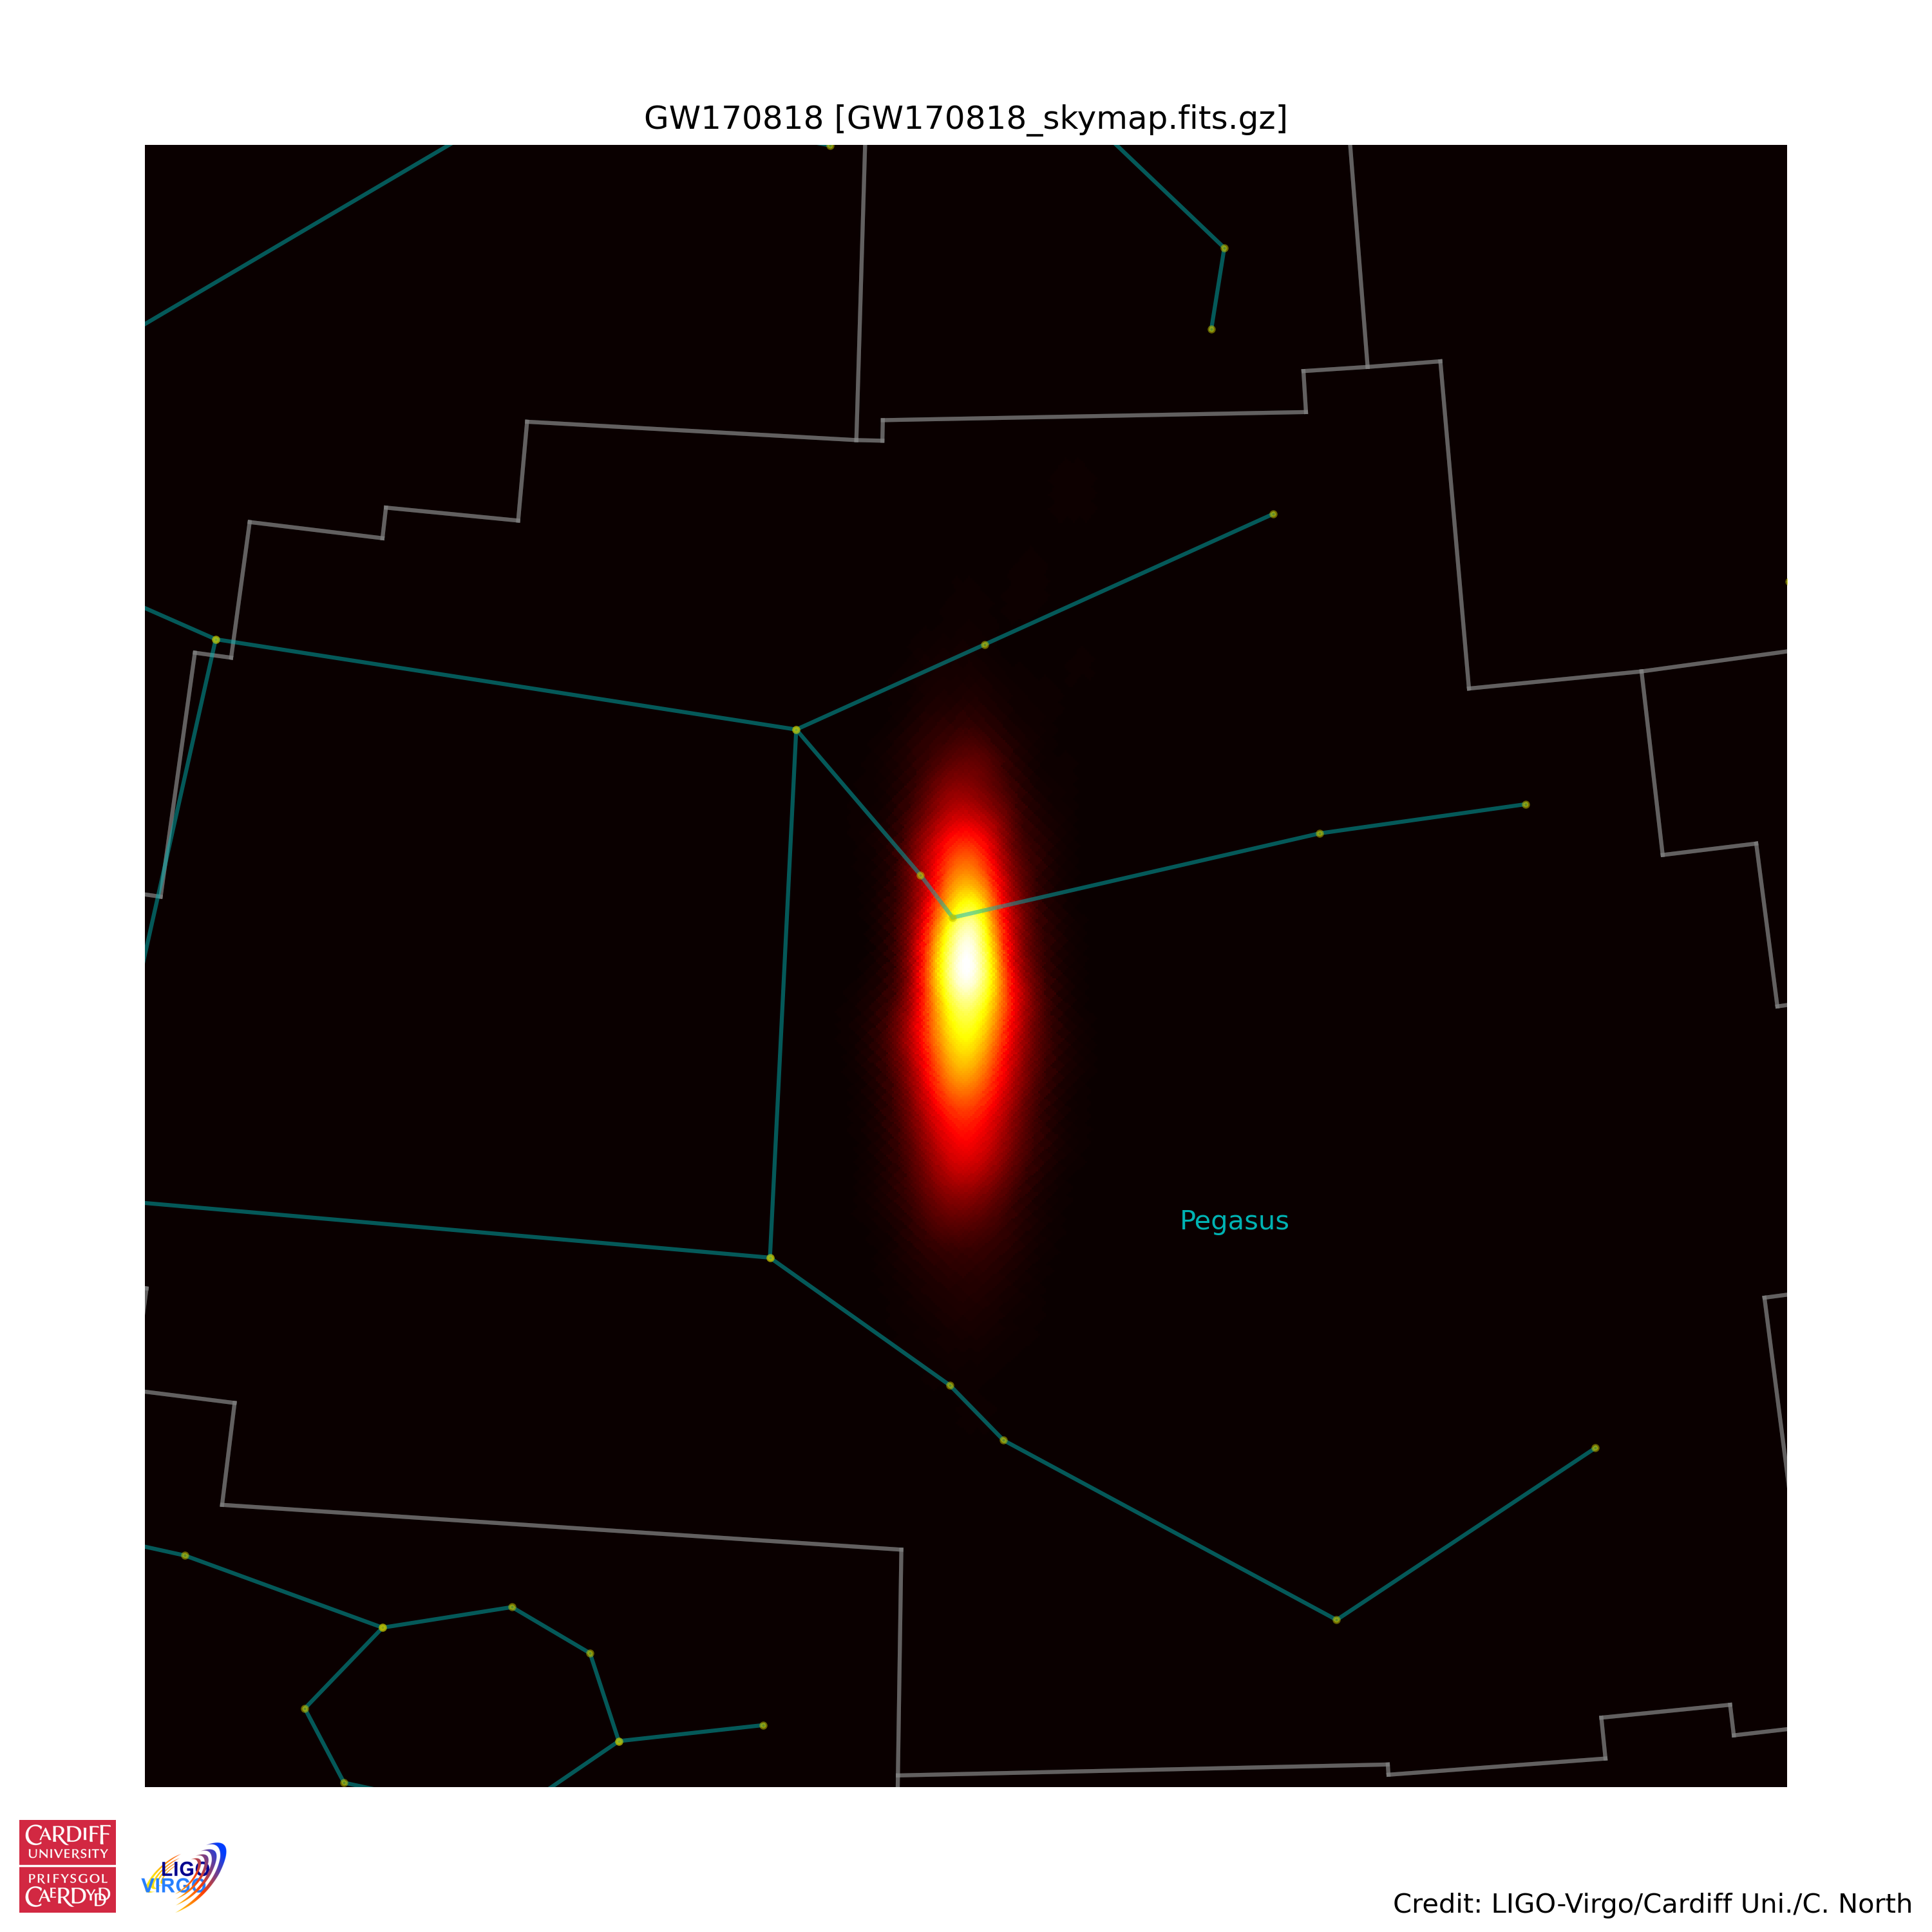 GW170818 [GW170818_skymap.fits.gz]
Pegasus
CARDIFF
UNIVERSITY
PRIFYSGOL
CAERDYDD
LIGO
VIRGO
Credit: LIGO-Virgo/Cardiff Uni./C. North